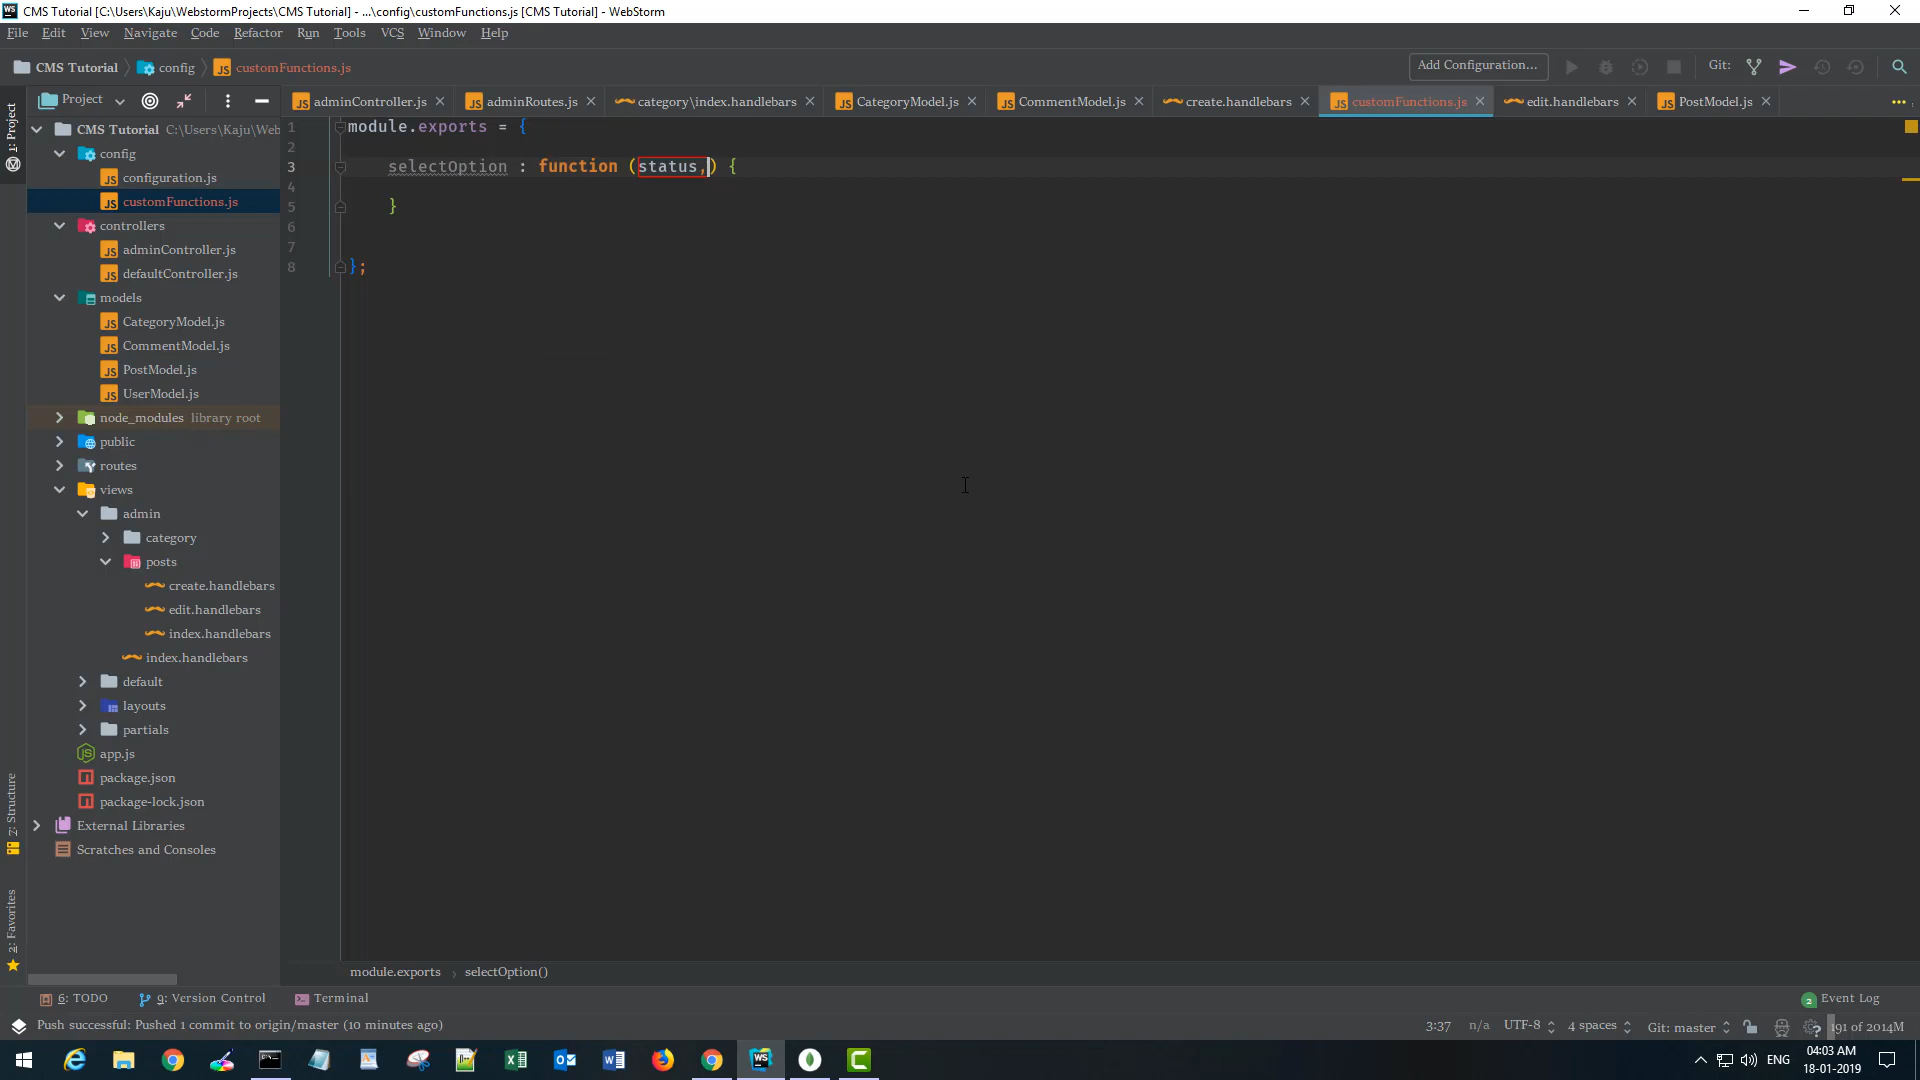 CMS Tutorial [C:\Users\Kaju\WebstormProjects\CMS Tutorial] - ...\config\customFunctions.js [CMS Tutorial] - WebStorm
File Edit View Navigate Code Refactor Run Tools VCS Window Help
CMS Tutorial config customFunctions.js Add Configuration... Git:
Project adminController.js adminRoutes.js category\index.handlebars CategoryModel.js CommentModel.js create.handlebars customFunctions.js edit.handlebars PostModel.js
1: Project
CMS Tutorial C:\Users\Kaju\Web
config
configuration.js
customFunctions.js
controllers
adminController.js
defaultController.js
models
CategoryModel.js
CommentModel.js
PostModel.js
UserModel.js
node_modules library root
public
routes
views
admin
category
posts
create.handlebars
edit.handlebars
index.handlebars
index.handlebars
default
layouts
partials
app.js
package.json
package-lock.json
External Libraries
Scratches and Consoles
Z: Structure
2: Favorites
1 module.exports = {
2
3 selectOption : function (status,) {
4
5 }
6
7
8 };
module.exports selectOption()
6: TODO 9: Version Control Terminal 2 Event Log
Push successful: Pushed 1 commit to origin/master (10 minutes ago) 3:37 n/a UTF-8 4 spaces Git: master 191 of 2014M
ENG 04:03 AM
18-01-2019